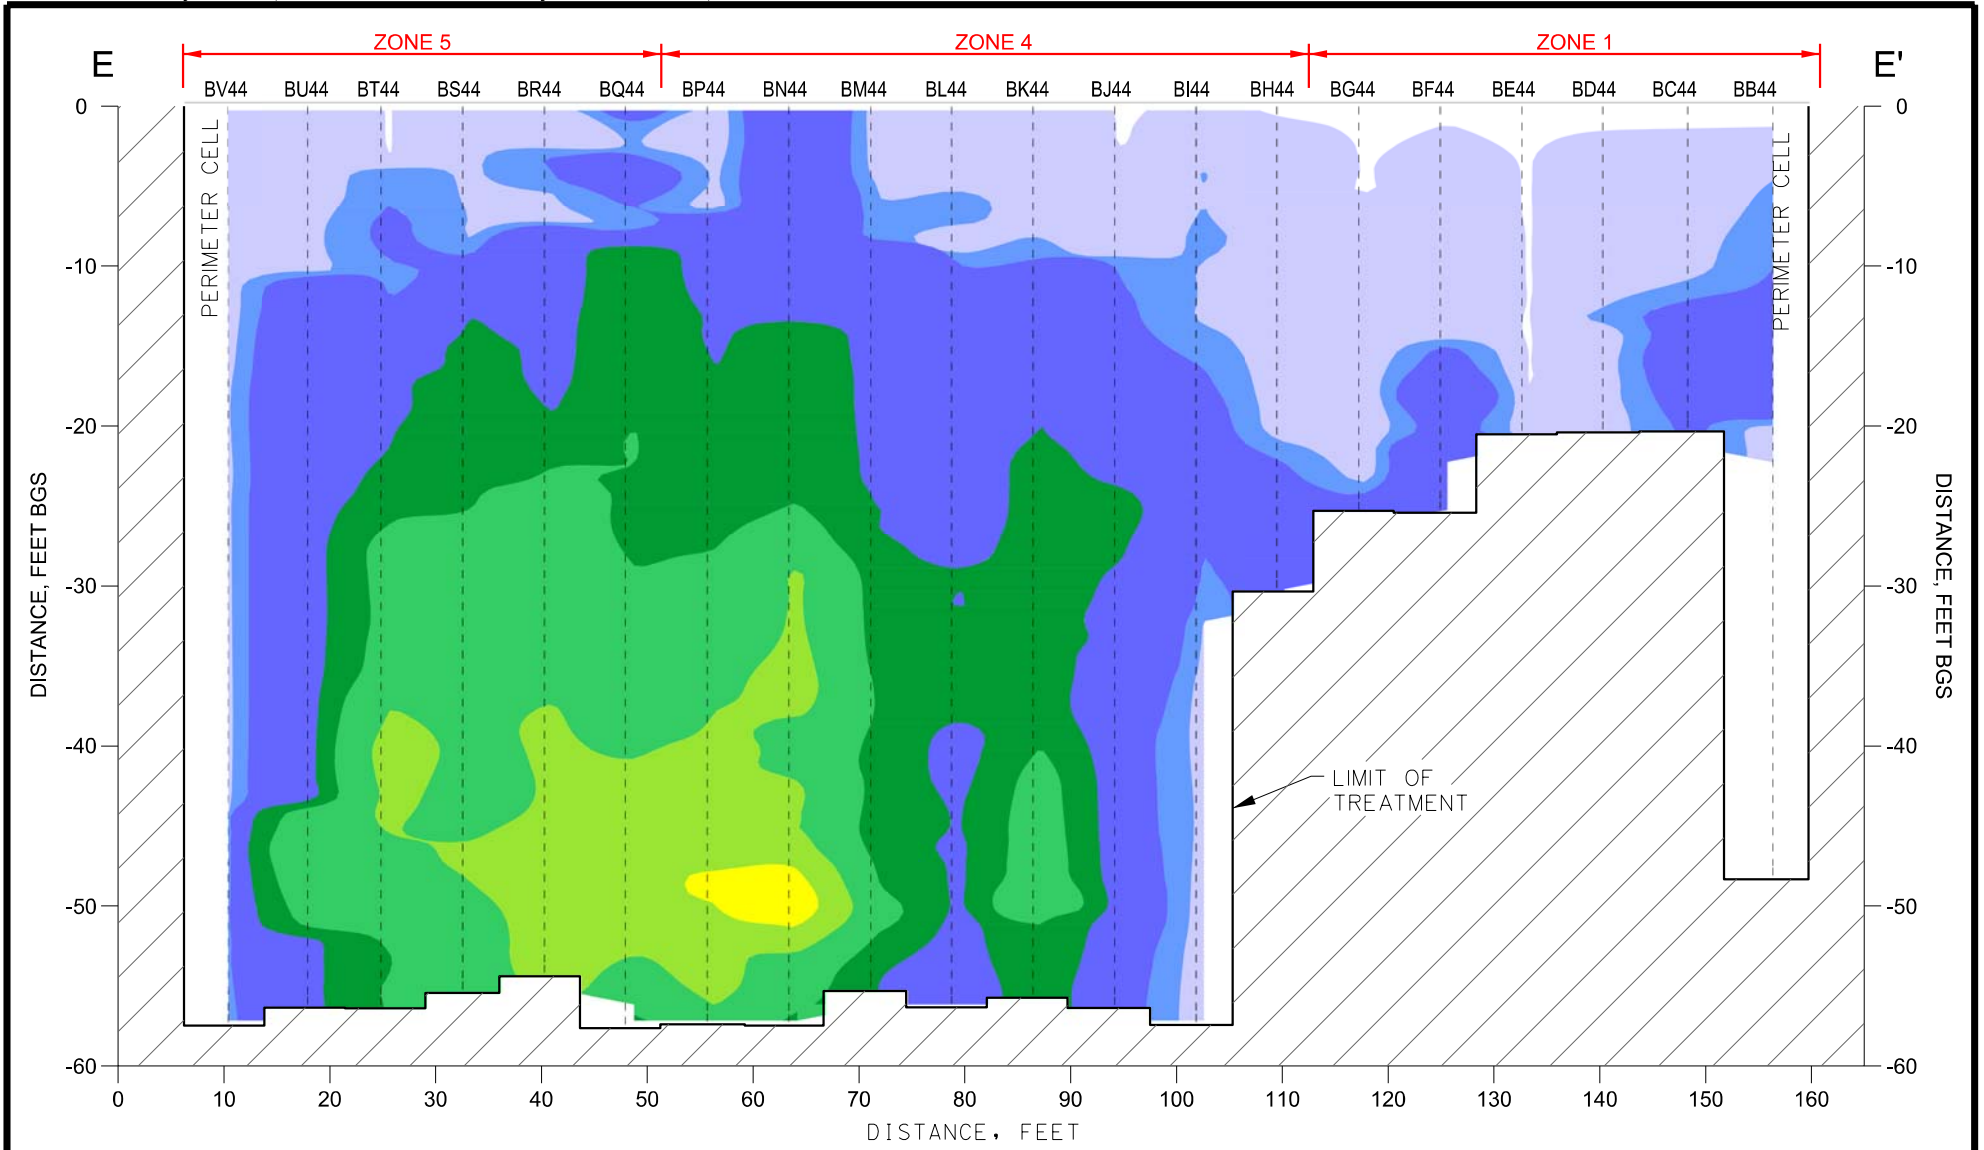 ZONE 5 ZONE 4 ZONE 1
E E'
BV44 BU44 BT44 BS44 BR44 BQ44 BP44 BN44 BM44 BL44 BK44 BJ44 BI44 BH44 BG44 BF44 BE44 BD44 BC44 BB44
0 0
PERIMETER CELL
PERIMETER CELL
-10 -10
-20 -20
DISTANCE, FEET BGS
DISTANCE, FEET BGS
-30 -30
-40 -40
LIMIT OF
TREATMENT
-50 -50
-60 -60
0 10 20 30 40 50 60 70 80 90 100 110 120 130 140 150 160
DISTANCE, FEET